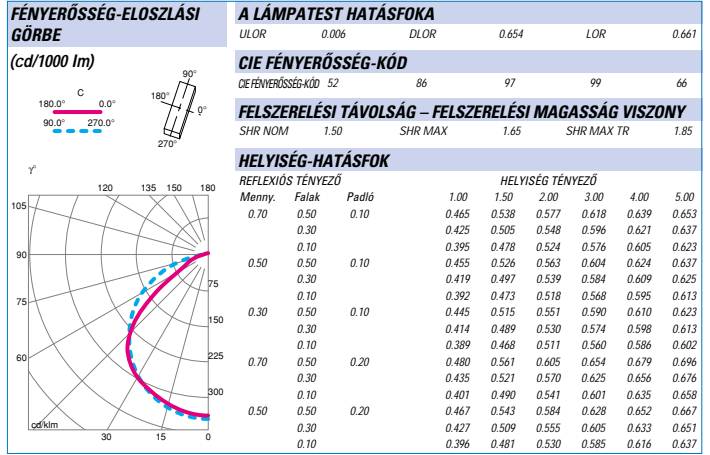 FÉNYERŐSSÉG-ELOSZLÁSI
GÖRBE
(cd/1000 lm)
C
180.0° 0.0°
90.0° 270.0°
90°
180°
0°
270°
γ°
120 135 150 180
105
90
75
60
75
150
225
300
cd/klm
30 15 0
A LÁMPATEST HATÁSFOKA
ULOR 0.006 DLOR 0.654 LOR 0.661
CIE FÉNYERŐSSÉG-KÓD
CIE FÉNYERŐSSÉG-KÓD 52 86 97 99 66
FELSZERELÉSI TÁVOLSÁG – FELSZERELÉSI MAGASSÁG VISZONY
SHR NOM 1.50 SHR MAX 1.65 SHR MAX TR 1.85
HELYISÉG-HATÁSFOK
REFLEXIÓS TÉNYEZŐ HELYISÉG TÉNYEZŐ
Menny. Falak Padló 1.00 1.50 2.00 3.00 4.00 5.00
0.70 0.50 0.10 0.465 0.538 0.577 0.618 0.639 0.653
0.30 0.425 0.505 0.548 0.596 0.621 0.637
0.10 0.395 0.478 0.524 0.576 0.605 0.623
0.50 0.50 0.10 0.455 0.526 0.563 0.604 0.624 0.637
0.30 0.419 0.497 0.539 0.584 0.609 0.625
0.10 0.392 0.473 0.518 0.568 0.595 0.613
0.30 0.50 0.10 0.445 0.515 0.551 0.590 0.610 0.623
0.30 0.414 0.489 0.530 0.574 0.598 0.613
0.10 0.389 0.468 0.511 0.560 0.586 0.602
0.70 0.50 0.20 0.480 0.561 0.605 0.654 0.679 0.696
0.30 0.435 0.521 0.570 0.625 0.656 0.676
0.10 0.401 0.490 0.541 0.601 0.635 0.658
0.50 0.50 0.20 0.467 0.543 0.584 0.628 0.652 0.667
0.30 0.427 0.509 0.555 0.605 0.633 0.651
0.10 0.396 0.481 0.530 0.585 0.616 0.637